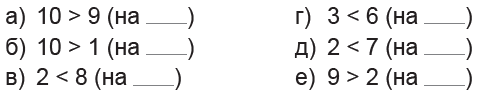 а) 10 > 9 (на ___)
б) 10 > 1 (на ___)
в) 2 < 8 (на ___)
г) 3 < 6 (на ___)
д) 2 < 7 (на ___)
е) 9 > 2 (на ___)